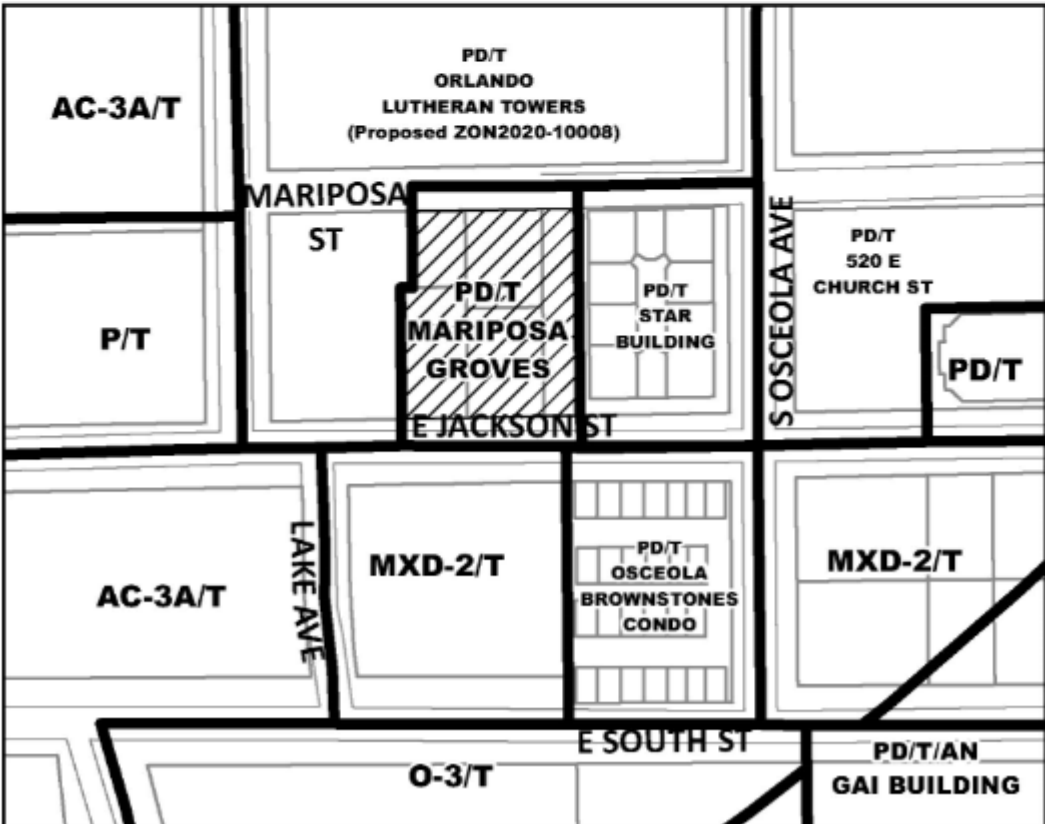 PD/T
ORLANDO
LUTHERAN TOWERS
(Proposed ZON2020-10008)
AC-3A/T
MARIPOSA
ST
S OSCEOLA AVE
PD/T
520 E
CHURCH ST
PD/T
MARIPOSA
GROVES
PD/T
STAR
BUILDING
P/T
PD/T
E JACKSON ST
LAKE AVE
AC-3A/T
MXD-2/T
PD/T
OSCEOLA
BROWNSTONES
CONDO
MXD-2/T
E SOUTH ST
O-3/T
PD/T/AN
GAI BUILDING